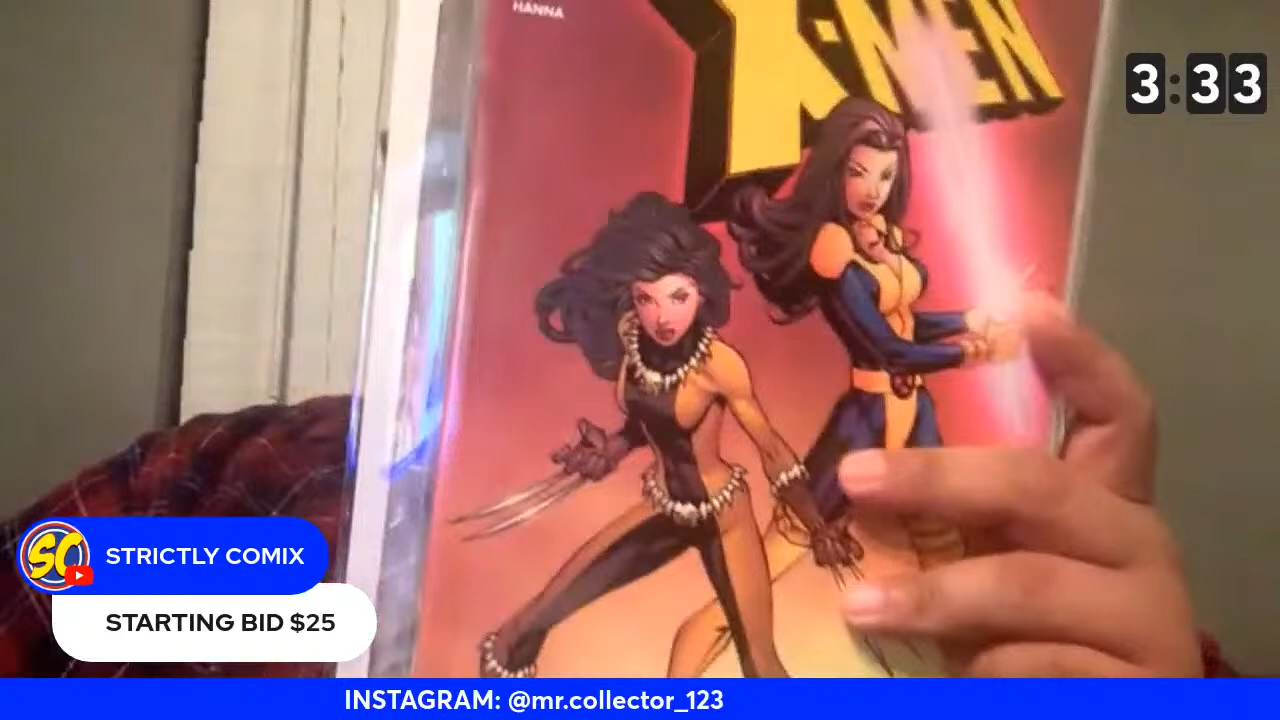 HANNA
X-MEN
3:33
SC
STRICTLY COMIX
STARTING BID $25
INSTAGRAM: @mr.collector_123